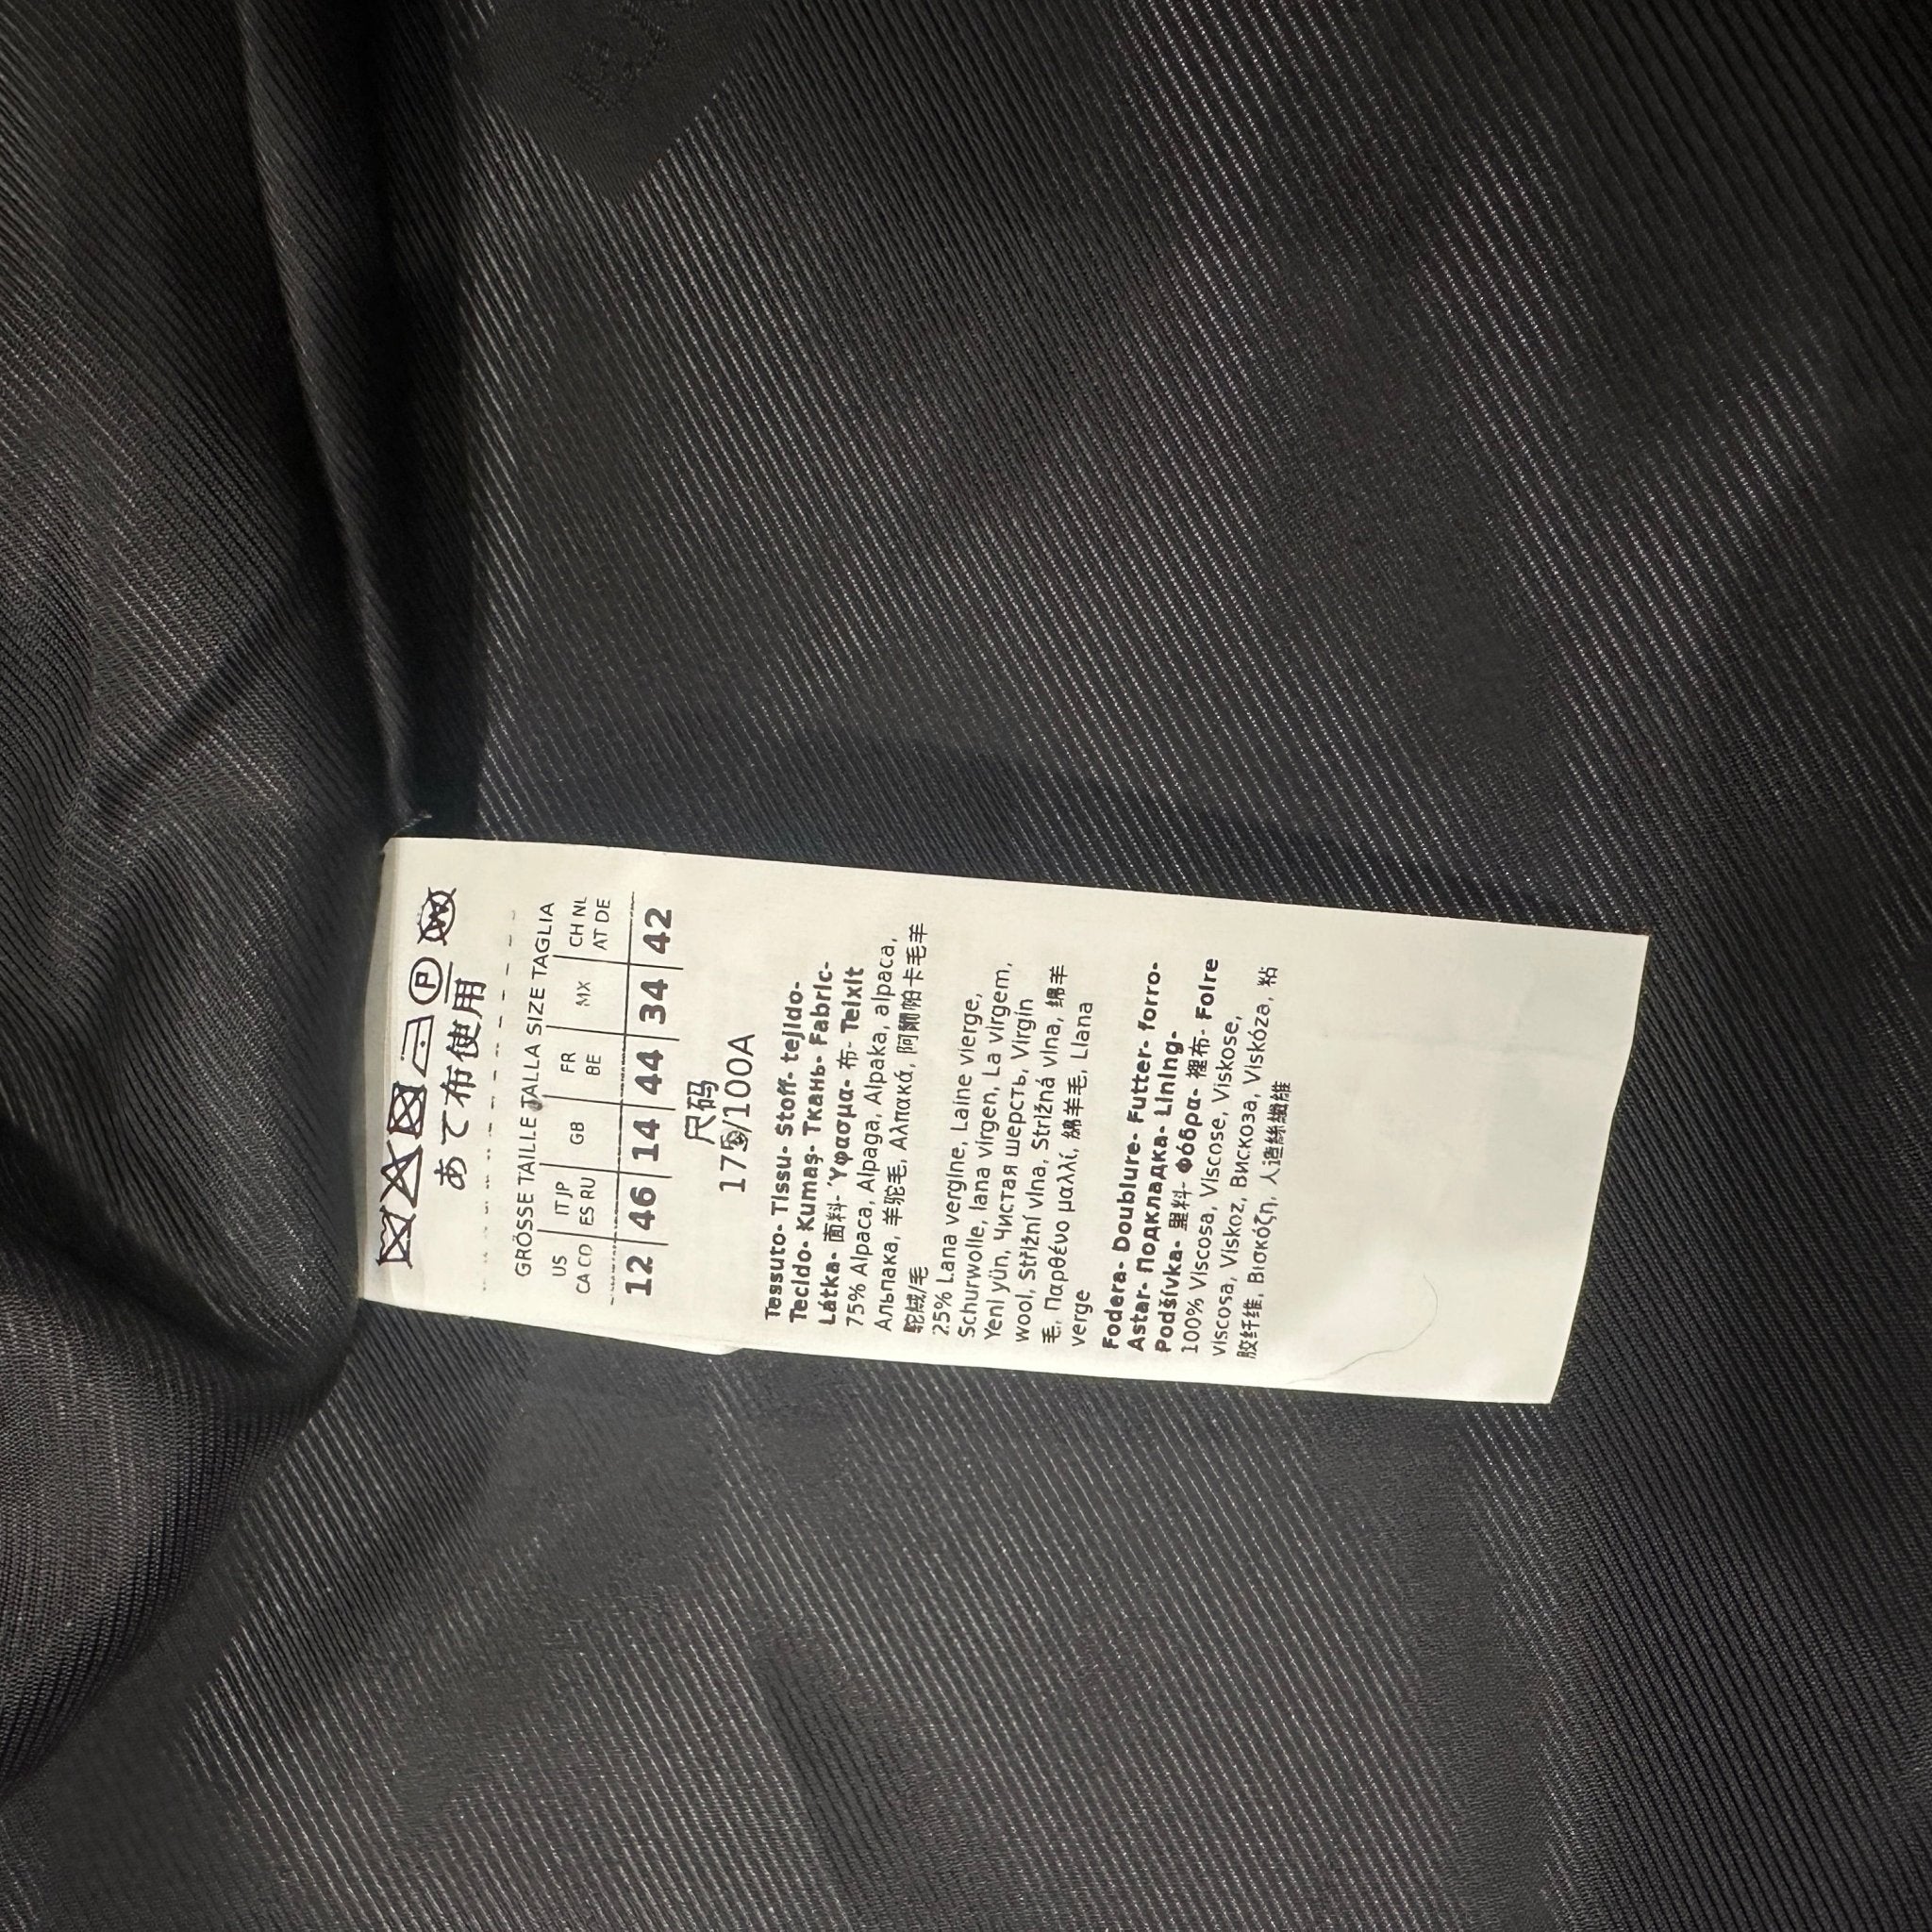 P W
あて布使用
GRÖSSE TAILLE TALLA SIZE TAGLIA
US CA CO IT JP ES RU GB FR BE MX CH NL AT DE
12 46 14 44 34 42
尺码
175/100A
Tessuto- Tissu- Stoff- tejido-
Tecido- Kumaş- Ткань- Fabric-
Látka- 面料- Ύφασμα- 布- Teixit
75% Alpaca, Alpaga, Alpaka, alpaca,
Альпака, 羊驼毛, Αλπακά, 阿爾帕卡毛羊
駝絨/毛
25% Lana vergine, Laine vierge,
Schurwolle, lana virgen, La virgem,
Yeni yün, Чистая шерсть, Virgin
wool, Střižní vlna, Strižná vlna, 绵羊
毛, Παρθένο μαλλί, 綿羊毛, Llana
verge
Fodera- Doublure- Futter- forro-
Astar- Подкладка- Lining-
Podšívka- 里料- Φόδρα- 裡布- Folre
100% Viscosa, Viscose, Viskose,
viscosa, Viskoz, Вискоза, Viskóza, 粘
胶纤维, Βισκόζη, 人造絲纖維